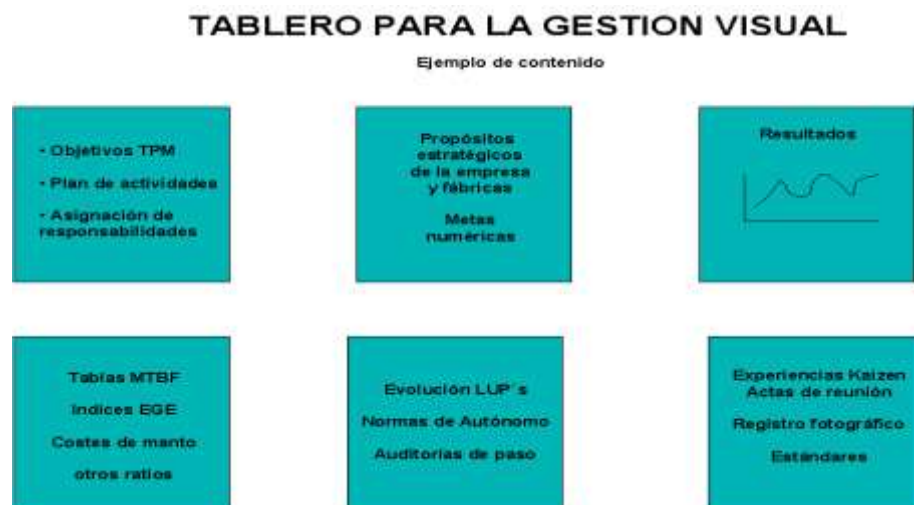 TABLERO PARA LA GESTION VISUAL
Ejemplo de contenido
• Objetivos TPM
• Plan de actividades
• Asignación de
responsabilidades
Propósitos
estratégicos
de la empresa
y fábricas
Metas
numéricas
Resultados
Tablas MTBF
Indices EGE
Costes de manto
otros ratios
Evolución LUP´s
Normas de Autónomo
Auditorías de paso
Experiencias Kaizen
Actas de reunión
Registro fotográfico
Estándares